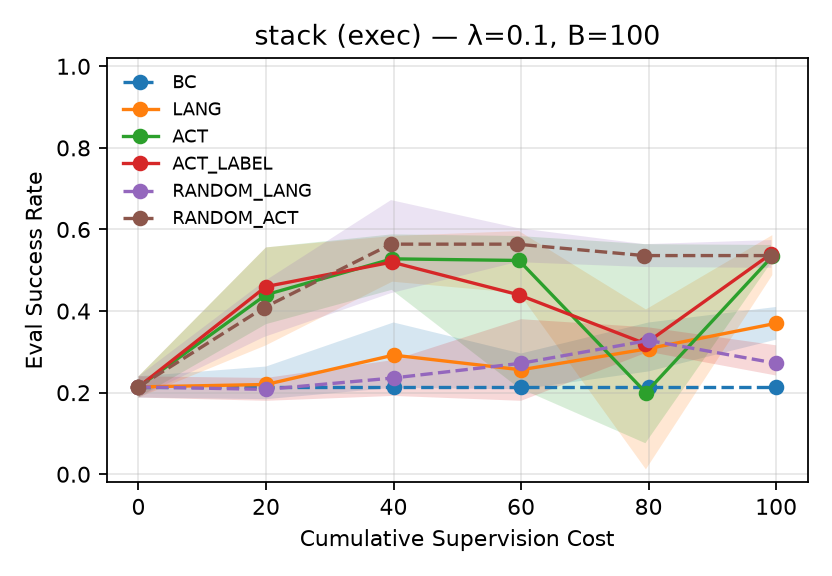 stack (exec) — λ=0.1, B=100
1.0
0.8
0.6
0.4
0.2
0.0
Eval Success Rate
BC
LANG
ACT
ACT_LABEL
RANDOM_LANG
RANDOM_ACT
0 20 40 60 80 100
Cumulative Supervision Cost